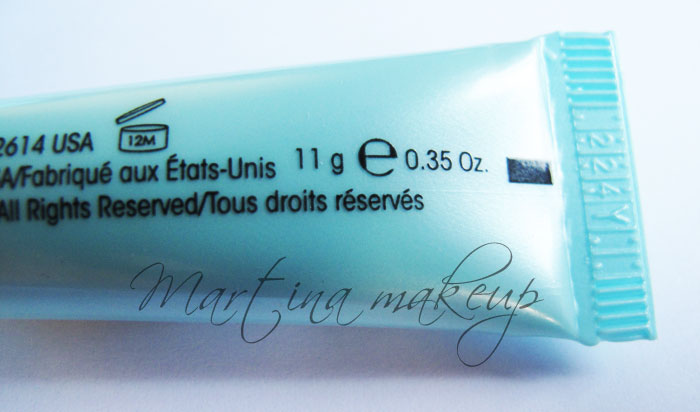 2614 USA
12M
A/Fabriqué aux États-Unis
11 g e 0.35 Oz.
All Rights Reserved/Tous droits réservés
224Y
Martina makeup